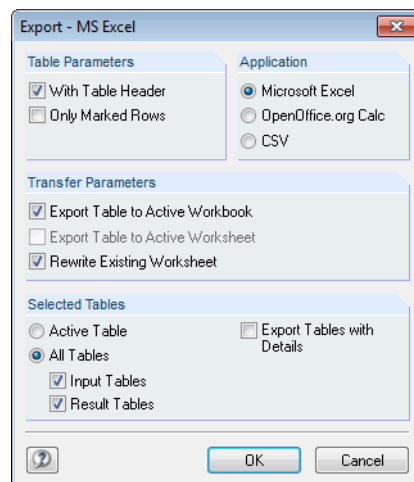 Export - MS Excel
Table Parameters
With Table Header
Only Marked Rows
Application
Microsoft Excel
OpenOffice.org Calc
CSV
Transfer Parameters
Export Table to Active Workbook
Export Table to Active Worksheet
Rewrite Existing Worksheet
Selected Tables
Active Table
All Tables
Input Tables
Result Tables
Export Tables with
Details
OK
Cancel